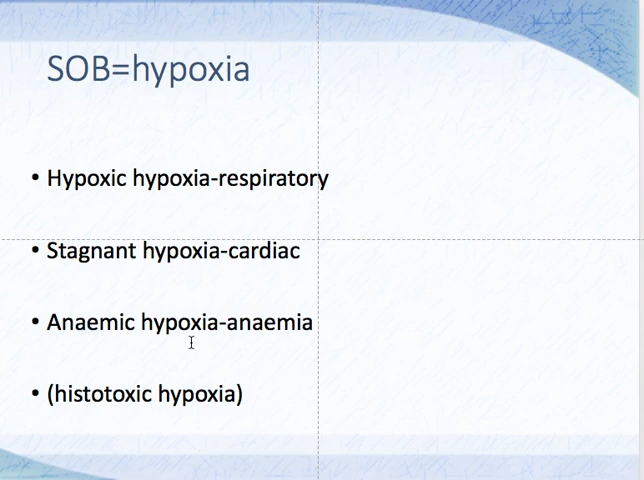 SOB=hypoxia
• Hypoxic hypoxia-respiratory
• Stagnant hypoxia-cardiac
• Anaemic hypoxia-anaemia
• (histotoxic hypoxia)